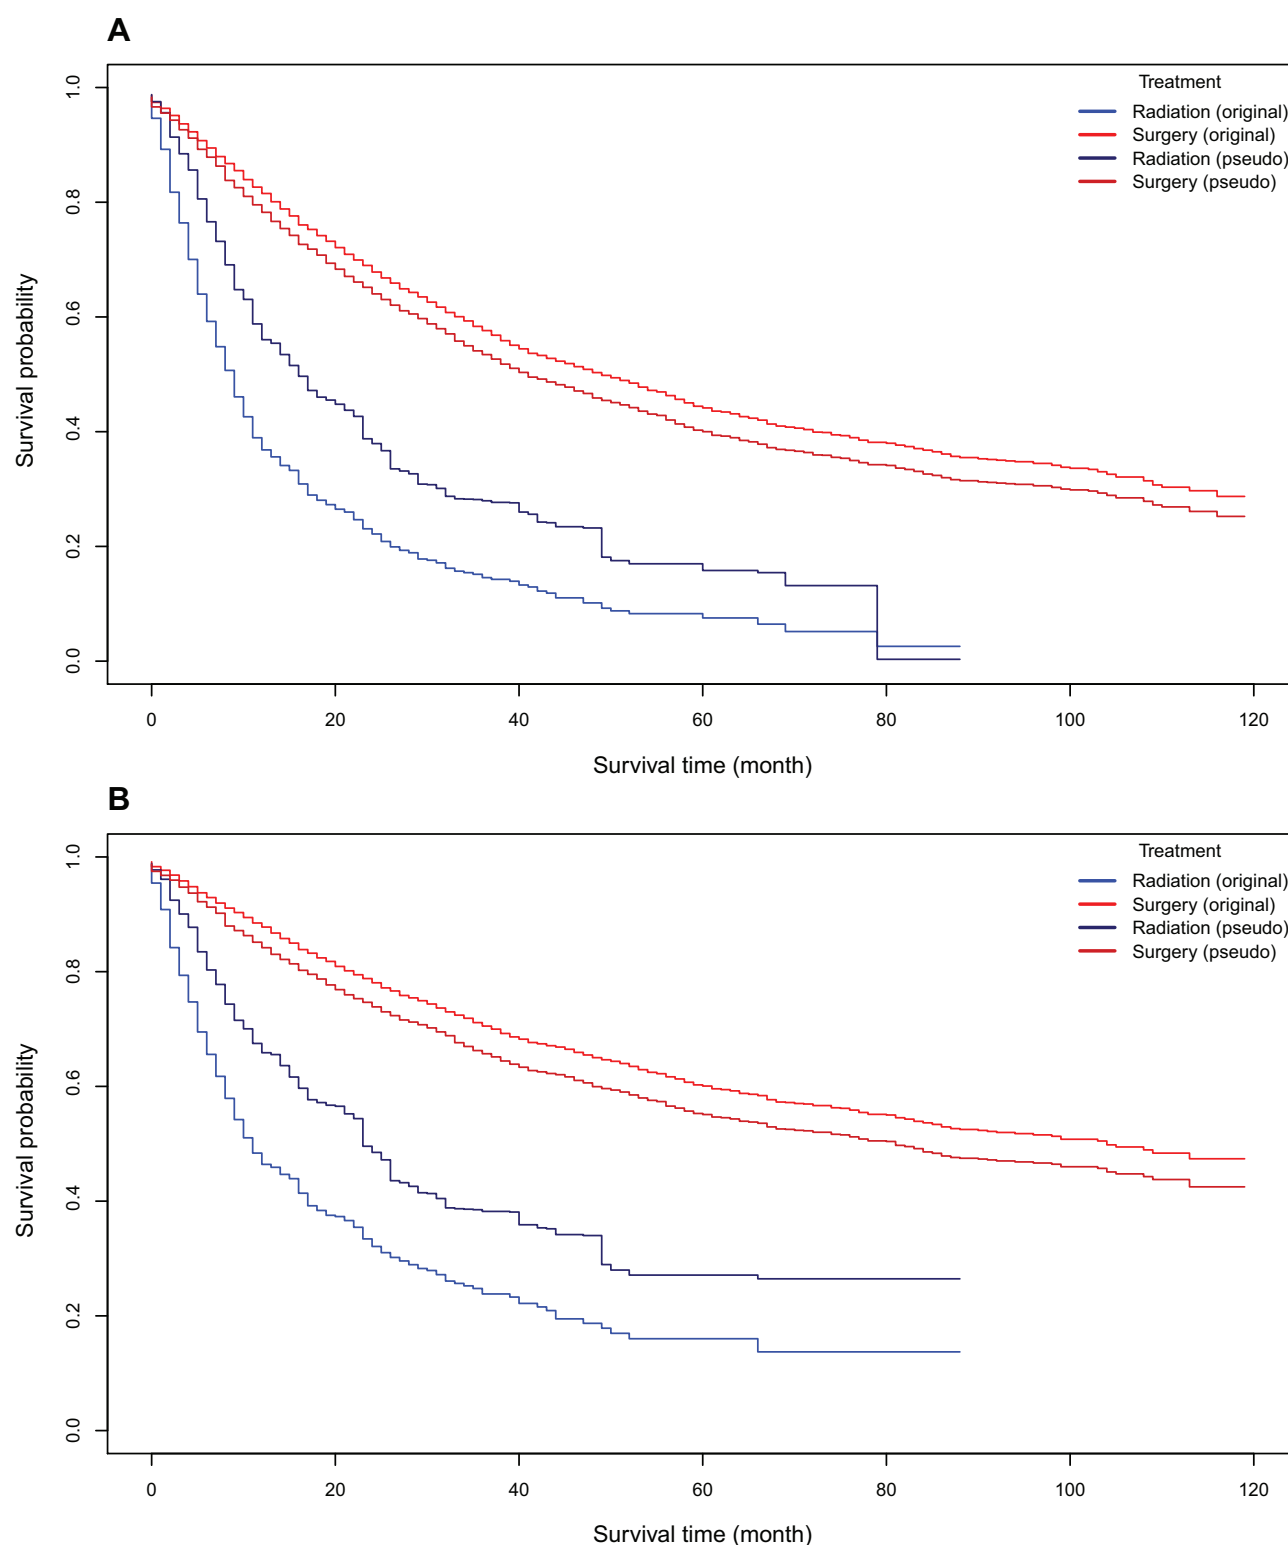 A
Treatment
Radiation (original)
Surgery (original)
Radiation (pseudo)
Surgery (pseudo)
Survival probability
1.0
0.8
0.6
0.4
0.2
0.0
0 20 40 60 80 100 120
Survival time (month)
B
Treatment
Radiation (original)
Surgery (original)
Radiation (pseudo)
Surgery (pseudo)
Survival probability
1.0
0.8
0.6
0.4
0.2
0.0
0 20 40 60 80 100 120
Survival time (month)